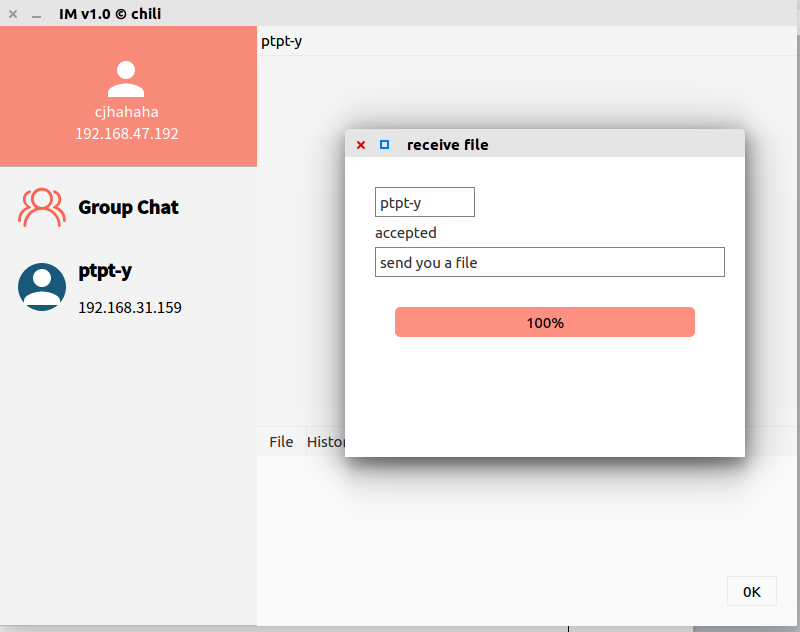 IM v1.0 © chili
cjhahaha
192.168.47.192
Group Chat
ptpt-y
192.168.31.159
ptpt-y
receive file
ptpt-y
accepted
send you a file
100%
File
Histor
OK